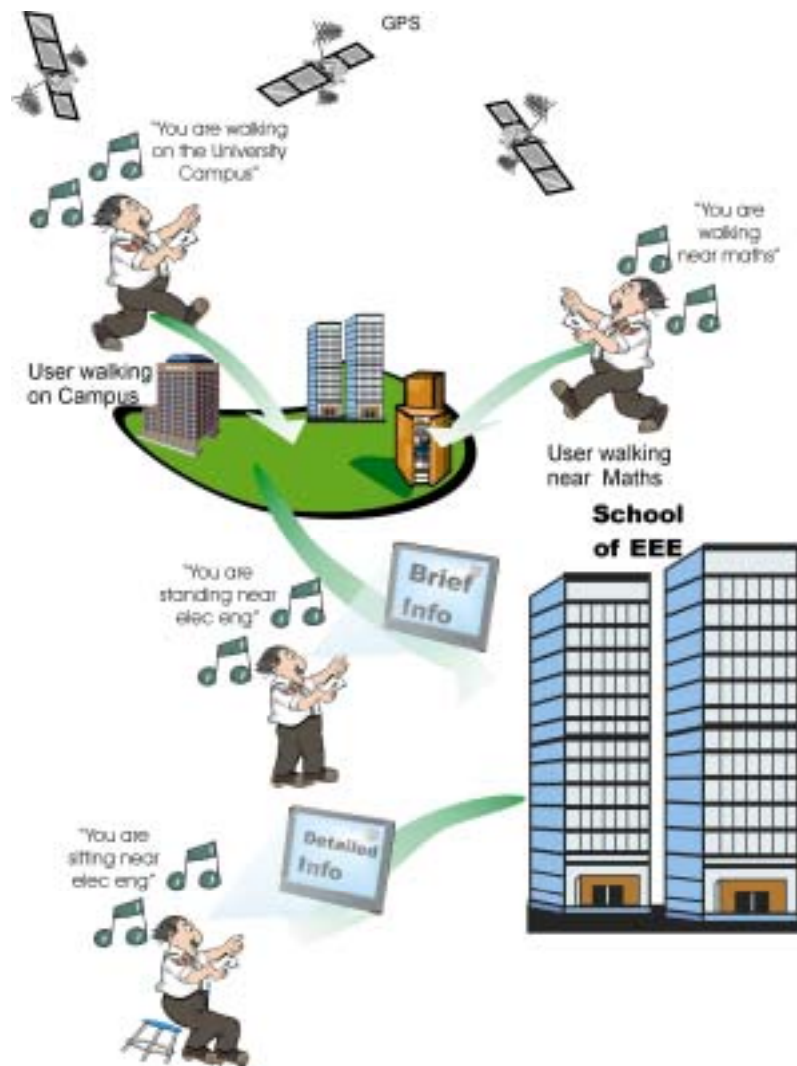 GPS
"You are walking
on the University
Campus"
"You are
walking
near maths"
User walking
on Campus
User walking
near Maths
School
of EEE
"You are
standing near
elec eng"
Brief
Info
"You are
sitting near
elec eng"
Detailed
Info